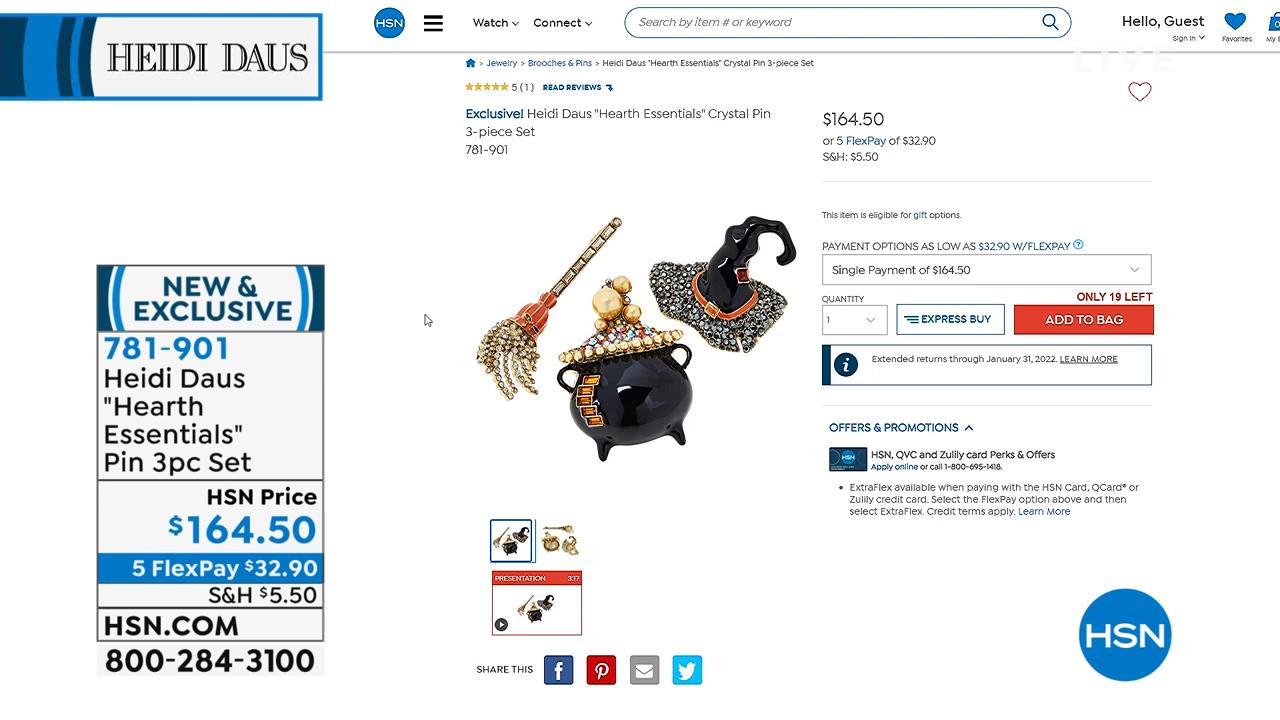 HEIDI DAUS
HSN
Watch
Connect
Search by item # or keyword
Hello, Guest
Sign In
Favorites
LIVE
Jewelry > Brooches & Pins > Heidi Daus "Hearth Essentials" Crystal Pin 3-piece Set
5 (1) READ REVIEWS
Exclusive! Heidi Daus "Hearth Essentials" Crystal Pin
3-piece Set
781-901
$164.50
or 5 FlexPay of $32.90
S&H: $5.50
This item is eligible for gift options.
PAYMENT OPTIONS AS LOW AS $32.90 W/FLEXPAY ?
Single Payment of $164.50
QUANTITY
ONLY 19 LEFT
1
EXPRESS BUY
ADD TO BAG
Extended returns through January 31, 2022. LEARN MORE
OFFERS & PROMOTIONS
HSN
HSN, QVC and Zulily card Perks & Offers
Apply online or call 1-800-695-1418.
• ExtraFlex available when paying with the HSN Card, QCard® or
Zulily credit card. Select the FlexPay option above and then
select ExtraFlex. Credit terms apply. Learn More
PRESENTATION 3:17
SHARE THIS
NEW &
EXCLUSIVE
781-901
Heidi Daus
"Hearth
Essentials"
Pin 3pc Set
HSN Price
$164.50
5 FlexPay $32.90
S&H $5.50
HSN.COM
800-284-3100
HSN